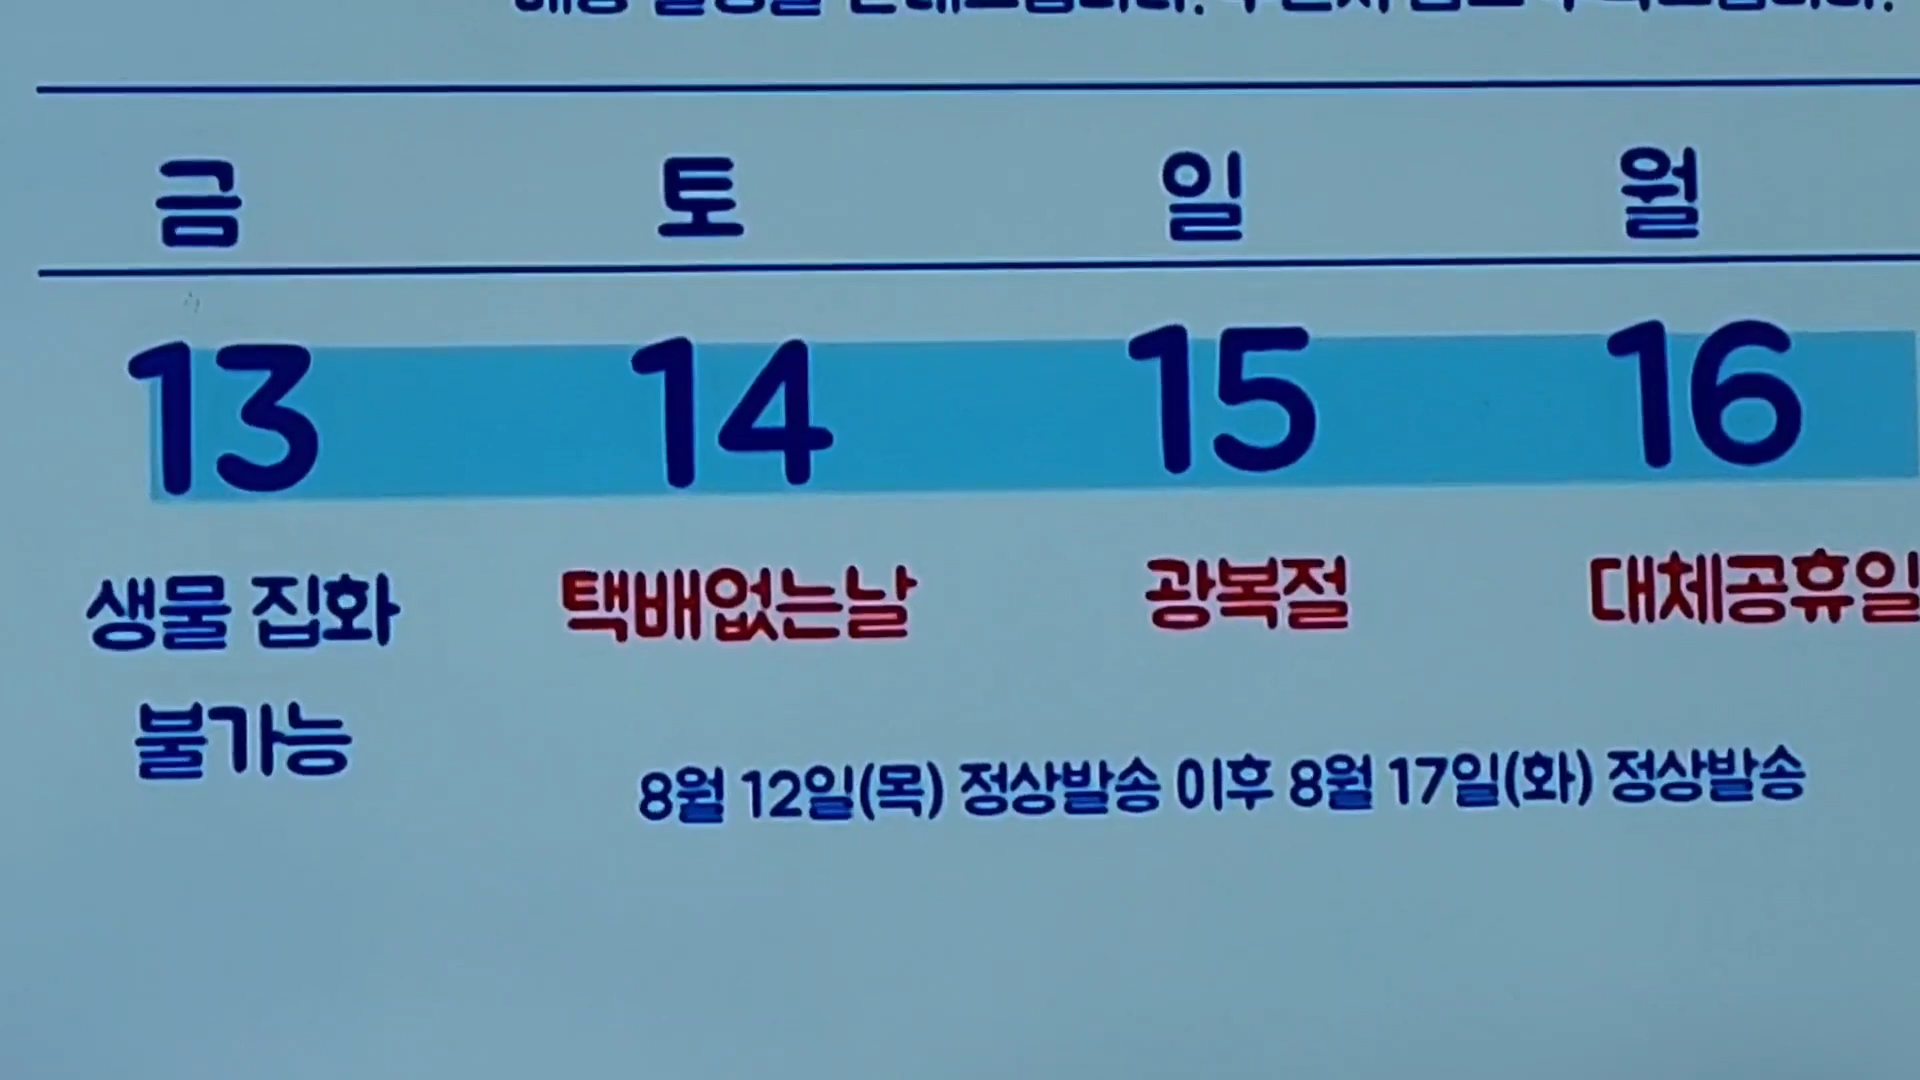 금 토 일 월
13 14 15 16
생물 집화 택배없는날 광복절 대체공휴일
불가능
8월 12일(목) 정상발송 이후 8월 17일(화) 정상발송